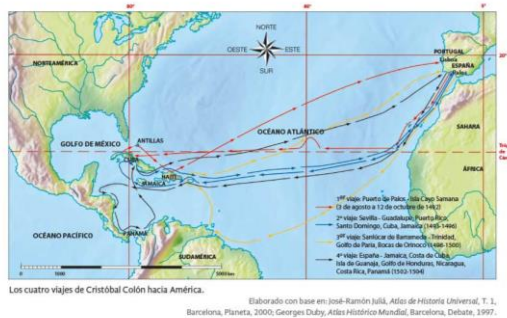 80°
40°
0°
NORTE
OESTE
ESTE
SUR
PORTUGAL
Lisboa
ESPAÑA
Palos
20°
NORTEAMÉRICA
OCÉANO ATLÁNTICO
ANTILLAS
GOLFO DE MÉXICO
SAHARA
CUBA
HAITÍ
JAMAICA
ÁFRICA
PANAMÁ
OCÉANO PACÍFICO
SUDAMÉRICA
1er viaje: Puerto de Palos - Isla Cayo Samana
(3 de agosto a 12 de octubre de 1492)
2º viaje: Sevilla - Guadalupe, Puerto Rico,
Santo Domingo, Cuba, Jamaica (1493-1496)
3er viaje: Sanlúcar de Barrameda - Trinidad,
Golfo de Paria, Bocas de Orinoco (1498-1500)
4º viaje: España - Jamaica, Costa de Cuba,
Isla de Guanaja, Golfo de Honduras, Nicaragua,
Costa Rica, Panamá (1502-1504)
0
Los cuatro viajes de Cristóbal Colón hacia América.
Elaborado con base en: José-Ramón Juliá, Atlas de Historia Universal, T. 1,
Barcelona, Planeta, 2000; Georges Duby, Atlas Histórico Mundial, Barcelona, Debate, 1997.